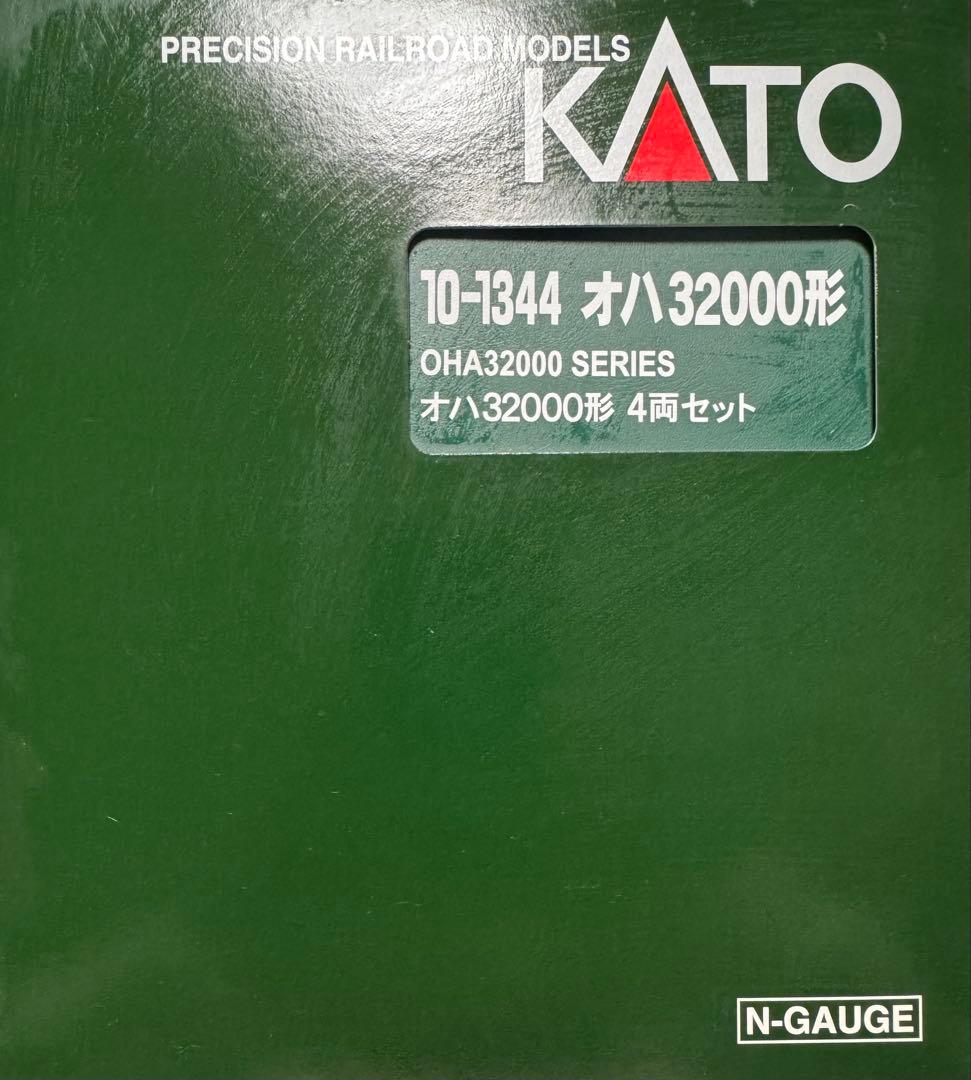 PRECISION RAILROAD MODELS
KATO
10-1344 オハ32000形
OHA32000 SERIES
オハ32000形 4両セット
N-GAUGE